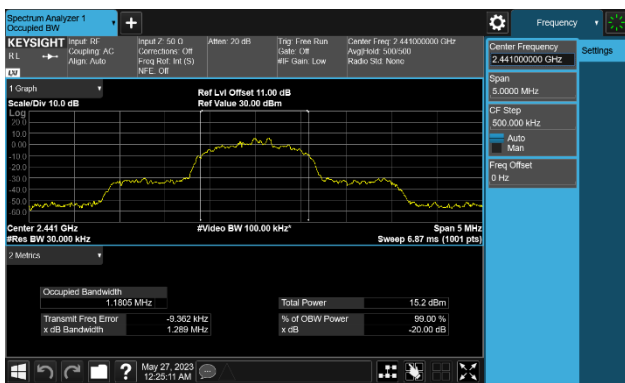 Spectrum Analyzer 1
Occupied BW
Frequency
KEYSIGHT
Input: RF
Coupling: AC
Align: Auto
Input Z: 50 Ω
Corrections: Off
Freq Ref: Int (S)
NFE: Off
Atten: 20 dB
Trig: Free Run
Gate: Off
#IF Gain: Low
Center Freq: 2.441000000 GHz
Avg|Hold: 500/500
Radio Std: None
RL
LXI
Center Frequency
2.441000000 GHz
Settings
Span
5.0000 MHz
CF Step
500.000 kHz
Auto
Man
Freq Offset
0 Hz
1 Graph
Scale/Div 10.0 dB
Ref Lvl Offset 11.00 dB
Ref Value 30.00 dBm
Log
20.0
10.0
0.00
-10.0
-20.0
-30.0
-40.0
-50.0
-60.0
Center 2.441 GHz
#Res BW 30.000 kHz
#Video BW 100.00 kHz*
Span 5 MHz
Sweep 6.87 ms (1001 pts)
2 Metrics
Occupied Bandwidth
1.1805 MHz
Total Power 15.2 dBm
Transmit Freq Error -9.362 kHz
% of OBW Power 99.00 %
x dB Bandwidth 1.289 MHz
x dB -20.00 dB
?
May 27, 2023
12:25:11 AM